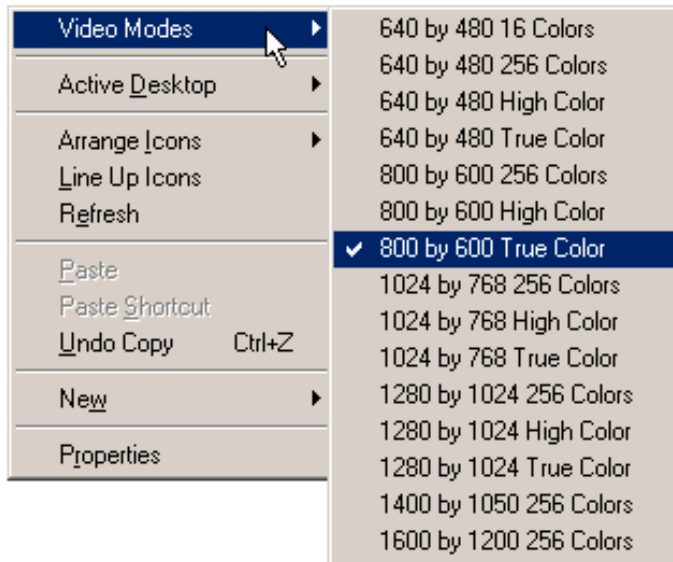 Video Modes
Active Desktop
Arrange Icons
Line Up Icons
Refresh
Paste
Paste Shortcut
Undo Copy Ctrl+Z
New
Properties
640 by 480 16 Colors
640 by 480 256 Colors
640 by 480 High Color
640 by 480 True Color
800 by 600 256 Colors
800 by 600 High Color
800 by 600 True Color
1024 by 768 256 Colors
1024 by 768 High Color
1024 by 768 True Color
1280 by 1024 256 Colors
1280 by 1024 High Color
1280 by 1024 True Color
1400 by 1050 256 Colors
1600 by 1200 256 Colors